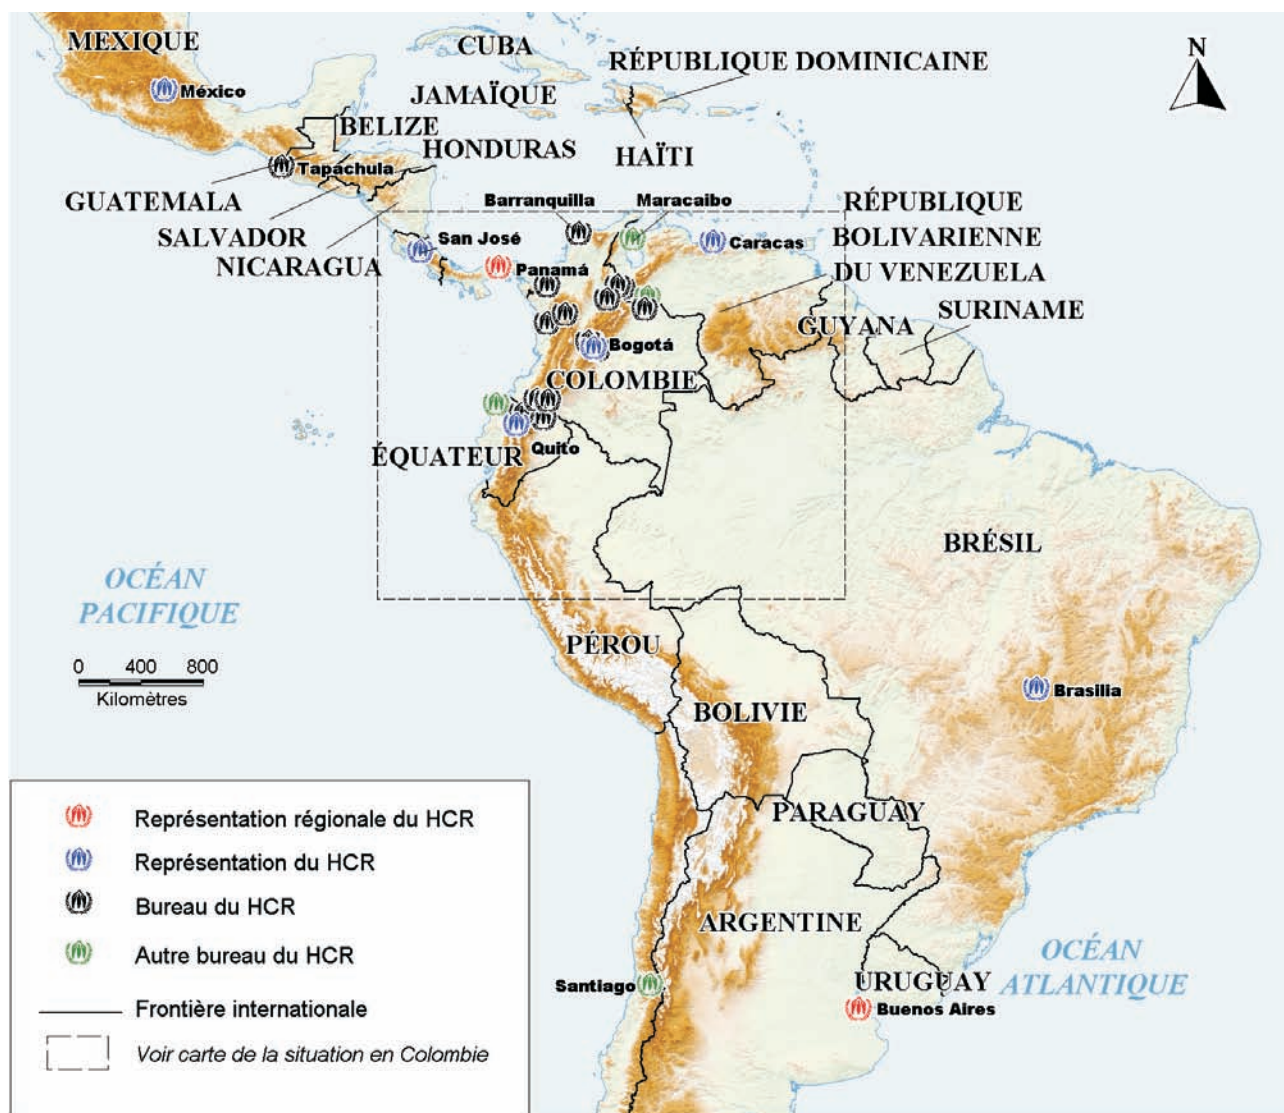 MEXIQUE
CUBA
RÉPUBLIQUE DOMINICAINE
N
México
JAMAÏQUE
BELIZE
HONDURAS
HAÏTI
Tapachula
GUATEMALA
Barranquilla
Maracaibo
RÉPUBLIQUE
BOLIVARIENNE
DU VENEZUELA
SALVADOR
NICARAGUA
San José
Caracas
Panamá
SURINAME
GUYANA
Bogotá
COLOMBIE
ÉQUATEUR
Quito
BRÉSIL
OCÉAN
PACIFIQUE
PÉROU
0 400 800
Kilomètres
Brasilia
BOLIVIE
PARAGUAY
ARGENTINE
OCÉAN
ATLANTIQUE
URUGUAY
Santiago
Buenos Aires
Représentation régionale du HCR
Représentation du HCR
Bureau du HCR
Autre bureau du HCR
Frontière internationale
Voir carte de la situation en Colombie